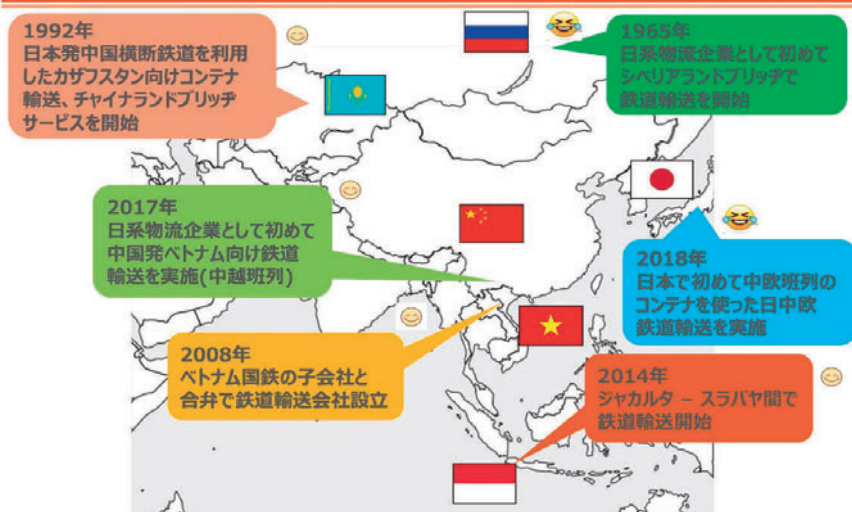 1992年
日本発中国横断鉄道を利用
したカザフスタン向けコンテナ
輸送、チャイナランドブリッヂ
サービスを開始
1965年
日系物流企業として初めて
シベリアランドブリッヂで
鉄道輸送を開始
2017年
日系物流企業として初めて
中国発ベトナム向け鉄道
輸送を実施(中越班列)
2018年
日本で初めて中欧班列の
コンテナを使った日中欧
鉄道輸送を実施
2008年
ベトナム国鉄の子会社と
合弁で鉄道輸送会社設立
2014年
ジャカルタ – スラバヤ間で
鉄道輸送開始